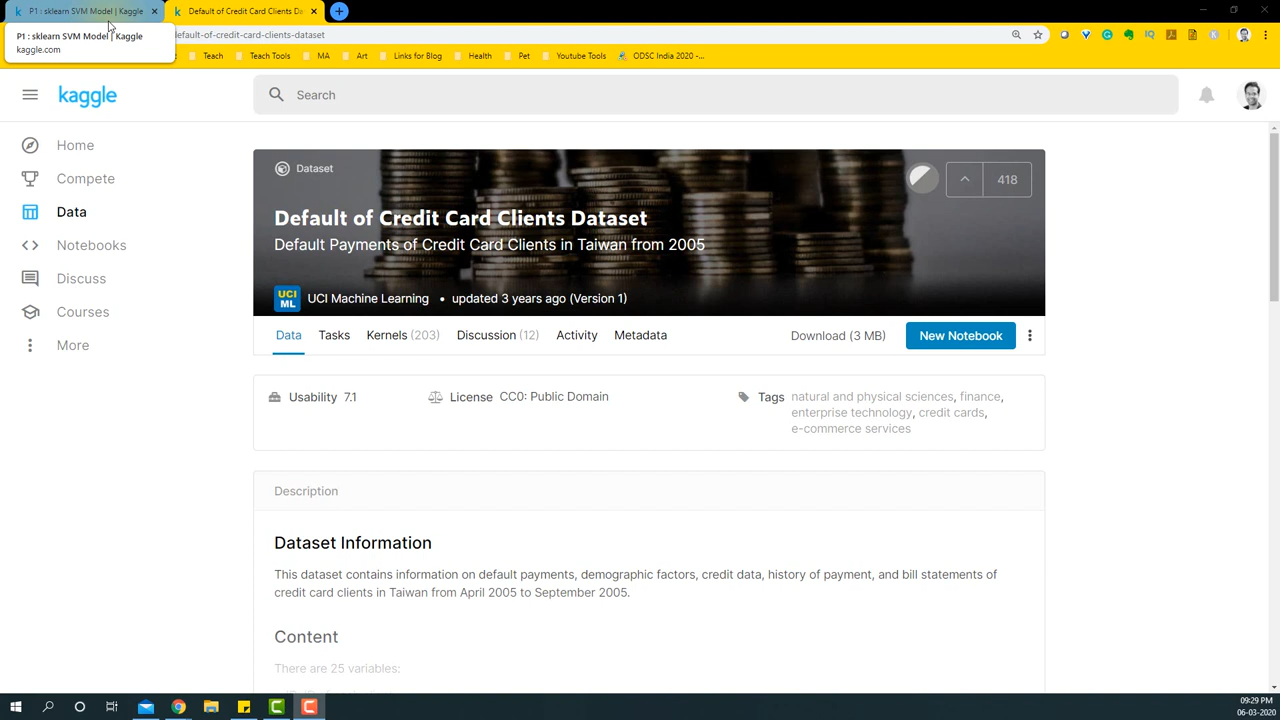 P1 : sklearn SVM Model | Kaggle
Default of Credit Card Clients Da
P1 : sklearn SVM Model | Kaggle
kaggle.com
default-of-credit-card-clients-dataset
Teach
Teach Tools
MA
Art
Links for Blog
Health
Pet
Youtube Tools
ODSC India 2020 -...
kaggle
Search
Home
Compete
Data
Notebooks
Discuss
Courses
More
Dataset
418
Default of Credit Card Clients Dataset
Default Payments of Credit Card Clients in Taiwan from 2005
UCI
ML
UCI Machine Learning • updated 3 years ago (Version 1)
Data
Tasks
Kernels (203)
Discussion (12)
Activity
Metadata
Download (3 MB)
New Notebook
Usability 7.1
License CC0: Public Domain
Tags natural and physical sciences, finance,
enterprise technology, credit cards,
e-commerce services
Description
Dataset Information
This dataset contains information on default payments, demographic factors, credit data, history of payment, and bill statements of
credit card clients in Taiwan from April 2005 to September 2005.
Content
There are 25 variables:
09:29 PM
06-03-2020